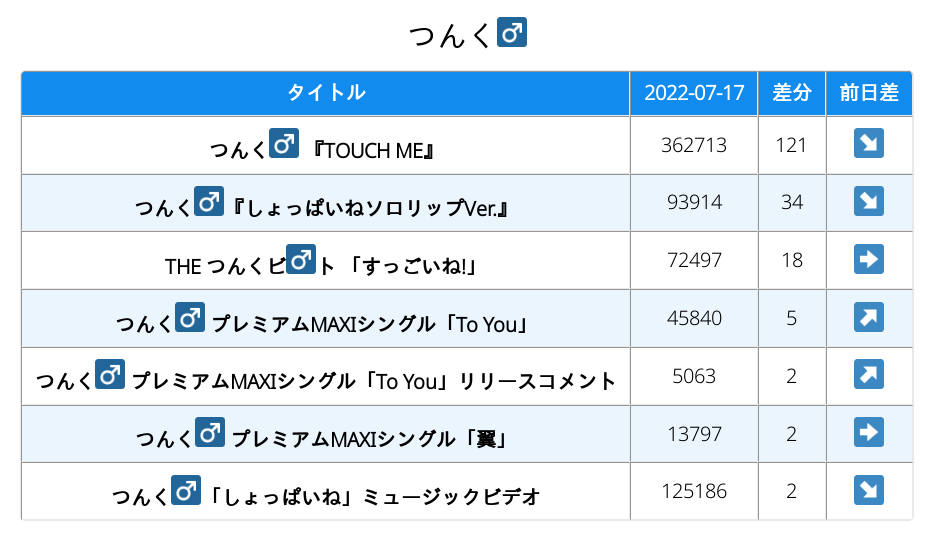 つんく♂
タイトル 2022-07-17 差分 前日差
つんく♂ 『TOUCH ME』 362713 121 ↘
つんく♂『しょっぱいねソロリップVer.』 93914 34 ↘
THE つんくビ♂ト 「すっごいね!」 72497 18 ➡
つんく♂ プレミアムMAXIシングル「To You」 45840 5 ↗
つんく♂ プレミアムMAXIシングル「To You」リリースコメント 5063 2 ↗
つんく♂ プレミアムMAXIシングル「翼」 13797 2 ➡
つんく♂「しょっぱいね」ミュージックビデオ 125186 2 ↘